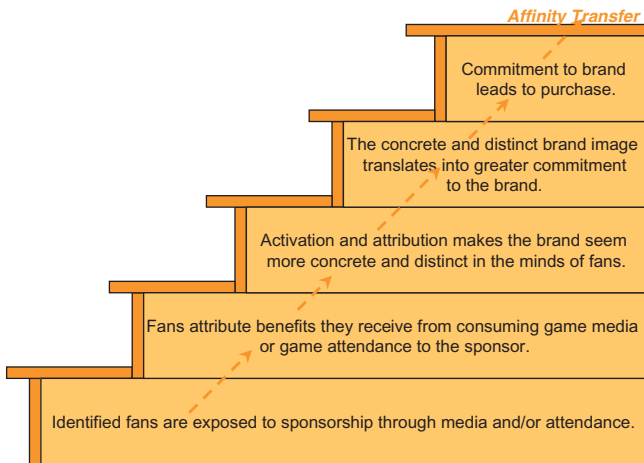 Affinity Transfer
Commitment to brand
leads to purchase.
The concrete and distinct brand image
translates into greater commitment
to the brand.
Activation and attribution makes the brand seem
more concrete and distinct in the minds of fans.
Fans attribute benefits they receive from consuming game media
or game attendance to the sponsor.
Identified fans are exposed to sponsorship through media and/or attendance.